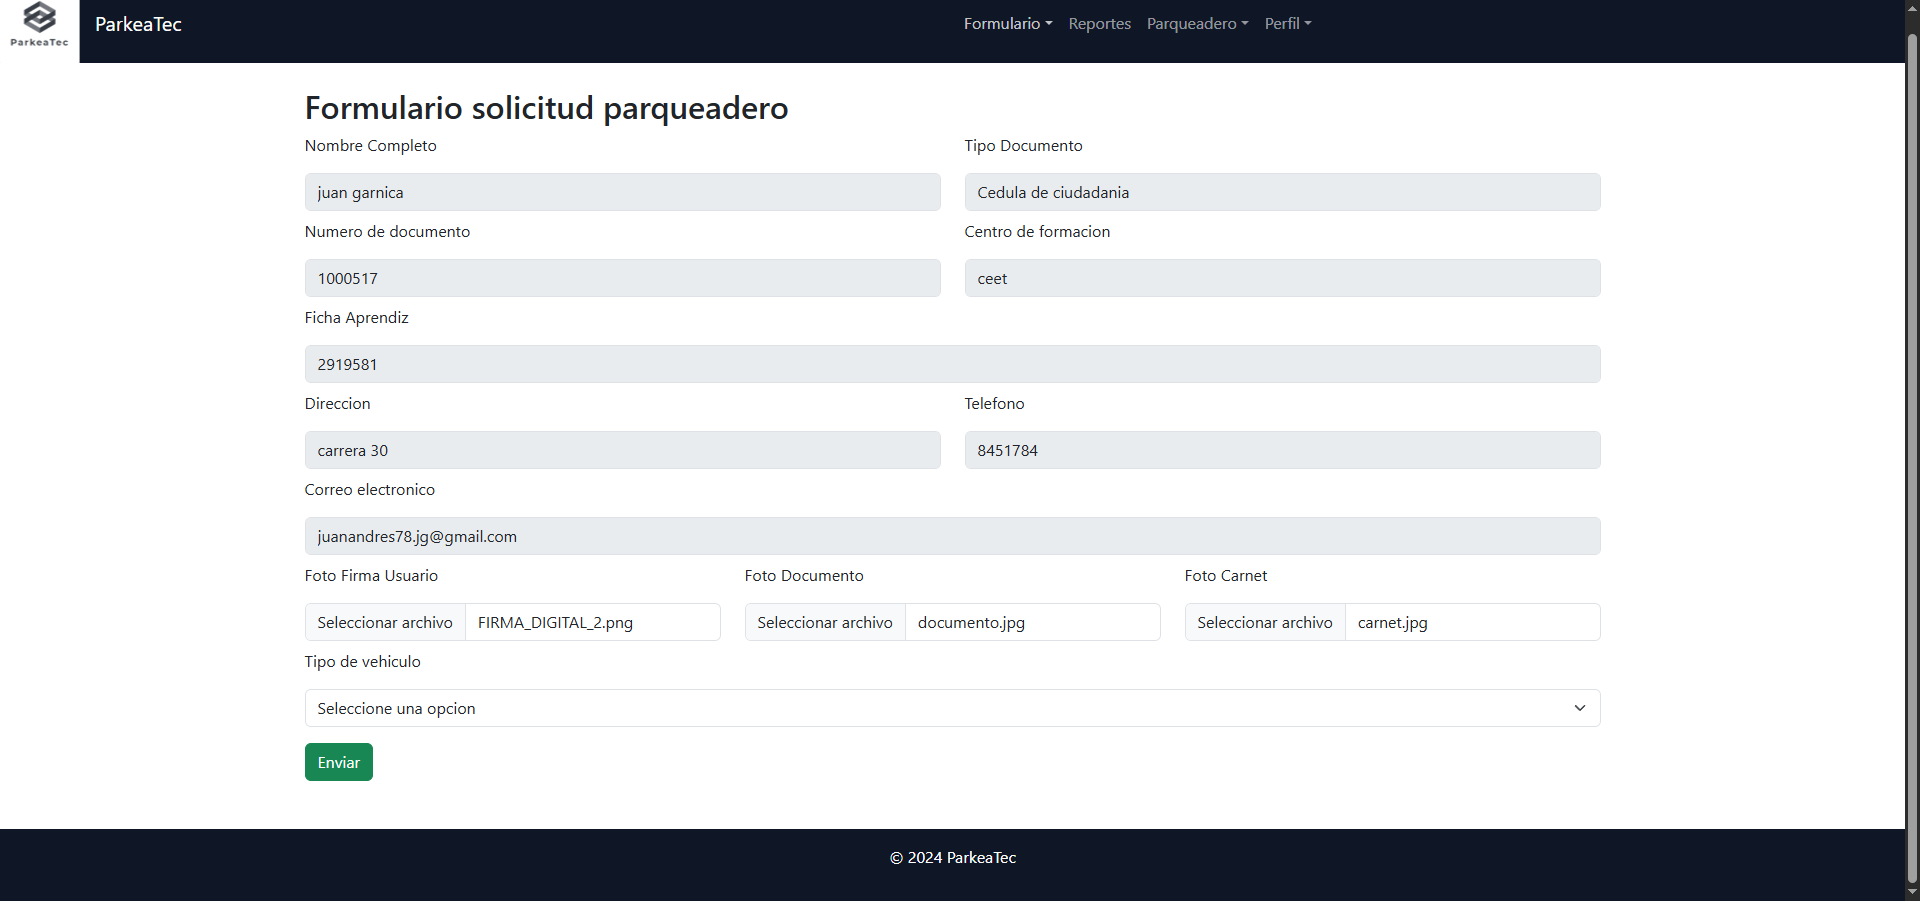 ParkeaTec
ParkeaTec
Formulario Reportes Parqueadero Perfil
Formulario solicitud parqueadero
Nombre Completo
Tipo Documento
juan garnica
Cedula de ciudadania
Numero de documento
Centro de formacion
1000517
ceet
Ficha Aprendiz
2919581
Direccion
Telefono
carrera 30
8451784
Correo electronico
juanandres78.jg@gmail.com
Foto Firma Usuario
Foto Documento
Foto Carnet
Seleccionar archivo FIRMA_DIGITAL_2.png
Seleccionar archivo documento.jpg
Seleccionar archivo carnet.jpg
Tipo de vehiculo
Seleccione una opcion
Enviar
© 2024 ParkeaTec